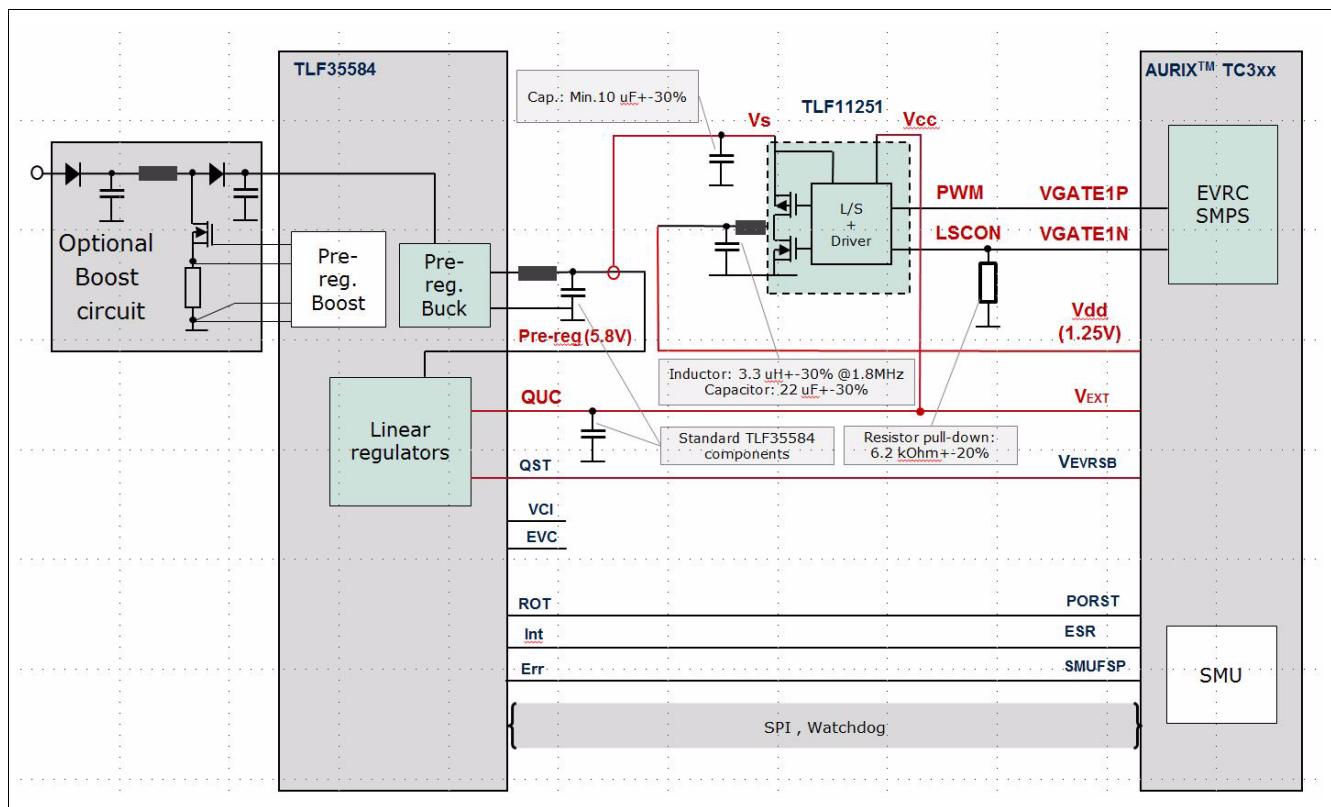 TLF35584
AURIX™ TC3xx
Cap.: Min.10 uF+-30%
TLF11251
Vs
Vcc
Optional
Boost
circuit
Pre-
reg.
Boost
Pre-
reg.
Buck
L/S
+
Driver
PWM
VGATE1P
LSCON
VGATE1N
EVRC
SMPS
Pre-reg (5.8V)
Vdd
(1.25V)
Inductor: 3.3 uH+-30% @1.8MHz
Capacitor: 22 uF+-30%
Linear
regulators
QUC
VEXT
Standard TLF35584
components
Resistor pull-down:
6.2 kOhm+-20%
QST
VEVRSB
VCI
EVC
ROT
PORST
Int
ESR
Err
SMUFSP
SMU
SPI , Watchdog